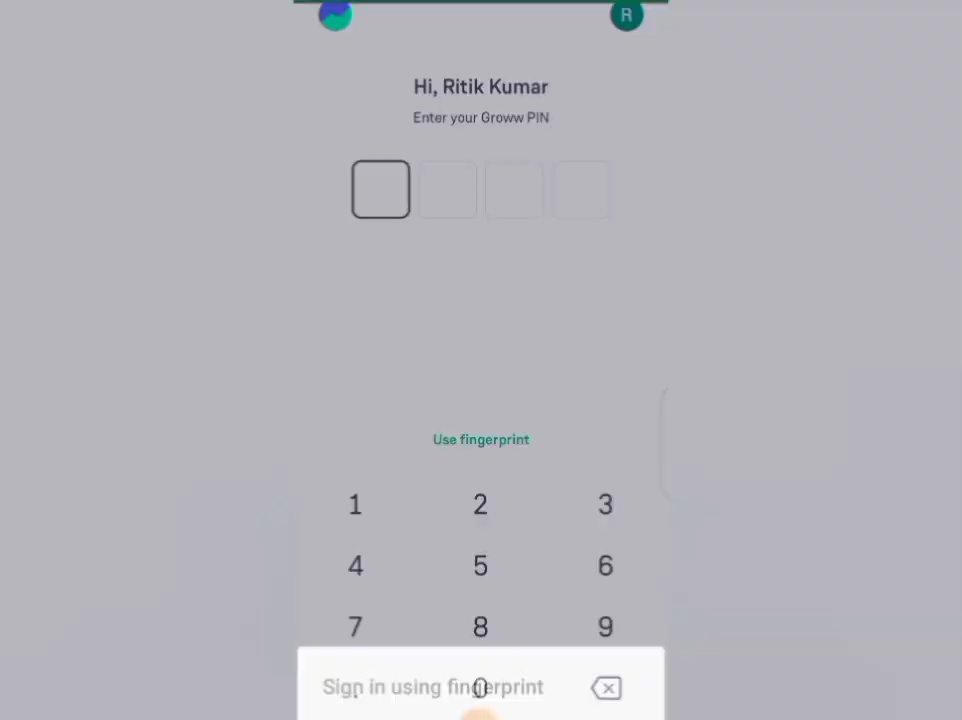 R
Hi, Ritik Kumar
Enter your Groww PIN
Use fingerprint
1 2 3
4 5 6
7 8 9
. 0
Sign in using fingerprint